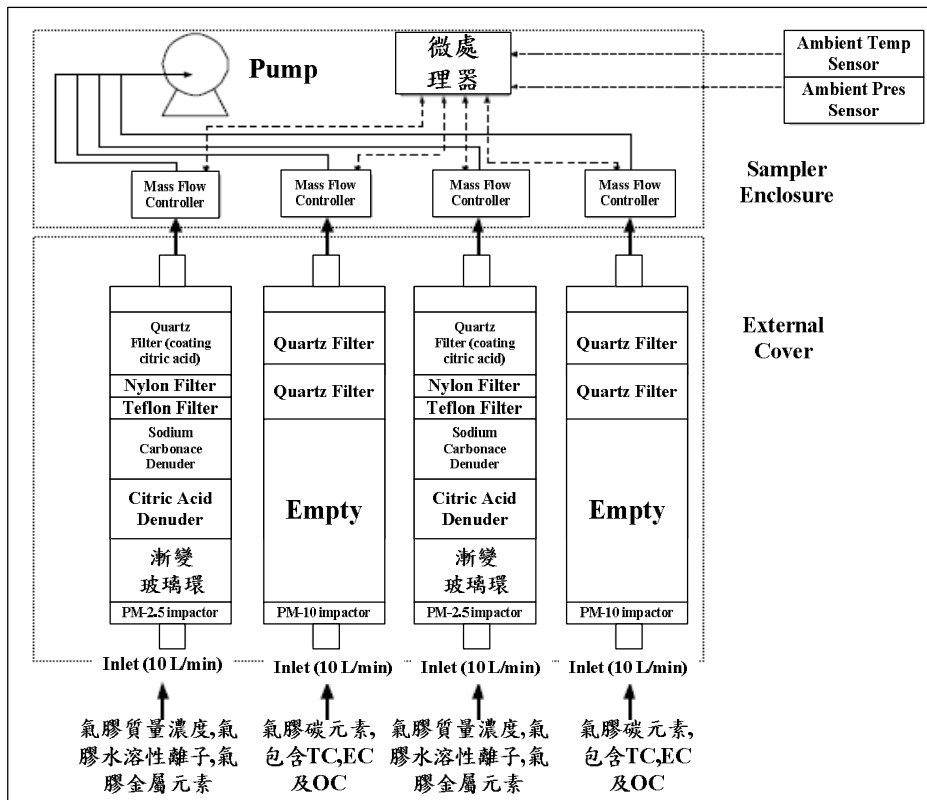 Pump
微處
理器
Ambient Temp
Sensor
Ambient Pres
Sensor
Mass Flow
Controller
Mass Flow
Controller
Mass Flow
Controller
Mass Flow
Controller
Sampler
Enclosure
Quartz
Filter (coating
citric acid)
Nylon Filter
Teflon Filter
Sodium
Carbonace
Denuder
Citric Acid
Denuder
漸變
玻璃環
PM-2.5 impactor
Quartz Filter
Quartz Filter
Empty
PM-10 impactor
Quartz
Filter (coating
citric acid)
Nylon Filter
Teflon Filter
Sodium
Carbonace
Denuder
Citric Acid
Denuder
漸變
玻璃環
PM-2.5 impactor
Quartz Filter
Quartz Filter
Empty
PM-10 impactor
External
Cover
Inlet (10 L/min)
Inlet (10 L/min)
Inlet (10 L/min)
Inlet (10 L/min)
氣膠質量濃度,氣
膠水溶性離子,氣
膠金屬元素
氣膠碳元素,
包含TC,EC
及OC
氣膠質量濃度,氣
膠水溶性離子,氣
膠金屬元素
氣膠碳元素,
包含TC,EC
及OC